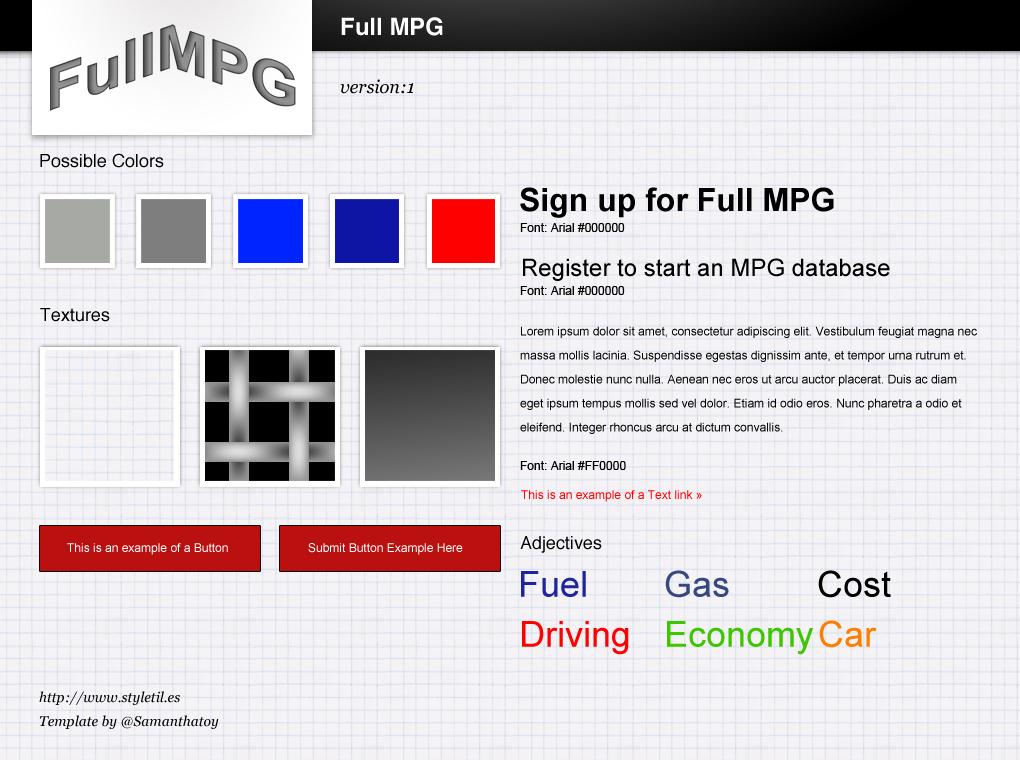 FullMPG
Full MPG
version:1
Possible Colors
Textures
This is an example of a Button
Submit Button Example Here
Sign up for Full MPG
Font: Arial #000000
Register to start an MPG database
Font: Arial #000000
Lorem ipsum dolor sit amet, consectetur adipiscing elit. Vestibulum feugiat magna nec
massa mollis lacinia. Suspendisse egestas dignissim ante, et tempor urna rutrum et.
Donec molestie nunc nulla. Aenean nec eros ut arcu auctor placerat. Duis ac diam
eget ipsum tempus mollis sed vel dolor. Etiam id odio eros. Nunc pharetra a odio et
eleifend. Integer rhoncus arcu at dictum convallis.
Font: Arial #FF0000
This is an example of a Text link »
Adjectives
Fuel Gas Cost
Driving Economy Car
http://www.styletil.es
Template by @Samanthatoy